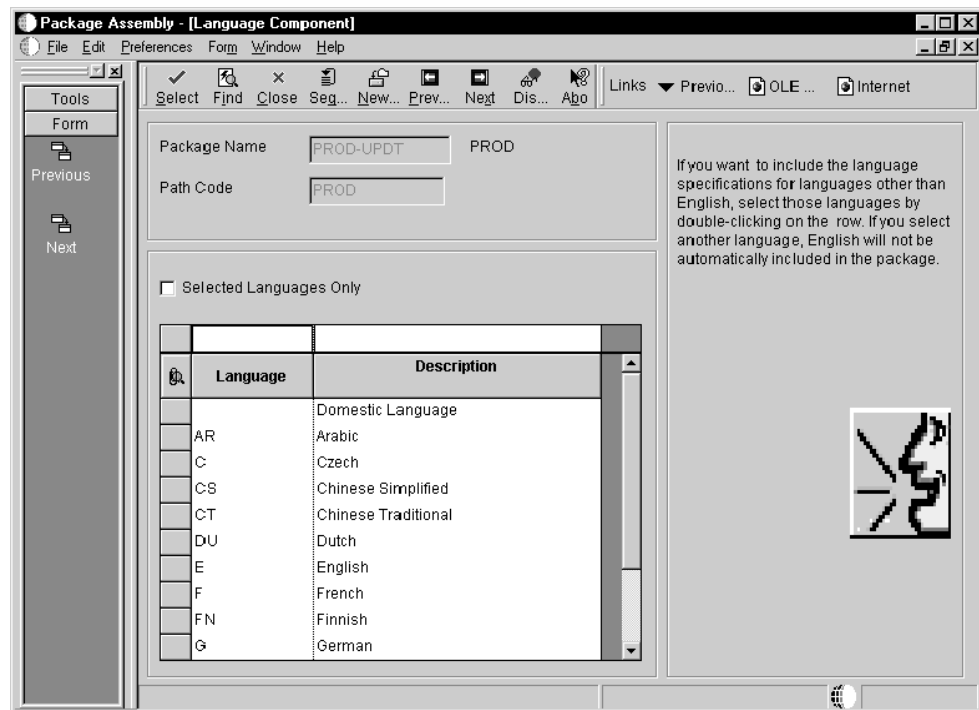 Package Assembly - [Language Component]
File Edit Preferences Form Window Help
Tools
Form
Previous
Next
Select Find Close Seq... New... Prev... Next Dis... Abo Links Previo... OLE ... Internet
Package Name PROD-UPDT PROD
Path Code PROD
If you want to include the language
specifications for languages other than
English, select those languages by
double-clicking on the row. If you select
another language, English will not be
automatically included in the package.
Selected Languages Only
Language Description
Domestic Language
AR Arabic
C Czech
CS Chinese Simplified
CT Chinese Traditional
DU Dutch
E English
F French
FN Finnish
G German